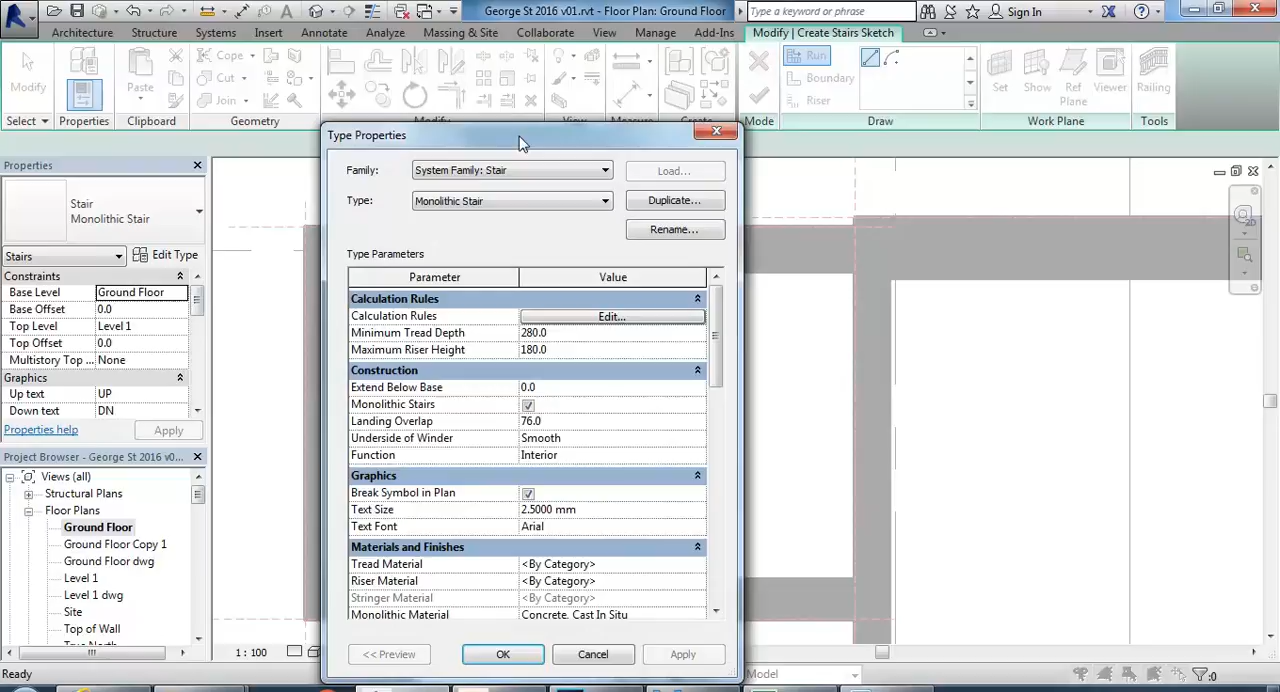 George St 2016 v01.rvt - Floor Plan: Ground Floor
Type a keyword or phrase
Sign In
Architecture Structure Systems Insert Annotate Analyze Massing & Site Collaborate View Manage Add-Ins Modify | Create Stairs Sketch
Modify
Paste
Cope
Cut
Join
Run
Boundary
Riser
Set
Show
Ref Plane
Viewer
Railing
Select Properties Clipboard Geometry Modify View Measure Create Mode Draw Work Plane Tools
Properties
Stair
Monolithic Stair
Stairs
Edit Type
Constraints
Base Level Ground Floor
Base Offset 0.0
Top Level Level 1
Top Offset 0.0
Multistory Top ... None
Graphics
Up text UP
Down text DN
Properties help
Apply
Project Browser - George St 2016 v0...
Views (all)
Structural Plans
Floor Plans
Ground Floor
Ground Floor Copy 1
Ground Floor dwg
Level 1
Level 1 dwg
Site
Top of Wall
True North
Ready
Type Properties
Family: System Family: Stair Load...
Type: Monolithic Stair Duplicate...
Rename...
Type Parameters
Parameter Value
Calculation Rules
Calculation Rules Edit...
Minimum Tread Depth 280.0
Maximum Riser Height 180.0
Construction
Extend Below Base 0.0
Monolithic Stairs
Landing Overlap 76.0
Underside of Winder Smooth
Function Interior
Graphics
Break Symbol in Plan
Text Size 2.5000 mm
Text Font Arial
Materials and Finishes
Tread Material <By Category>
Riser Material <By Category>
Stringer Material <By Category>
Monolithic Material Concrete, Cast In Situ
<< Preview OK Cancel Apply
1 : 100
Model
:0